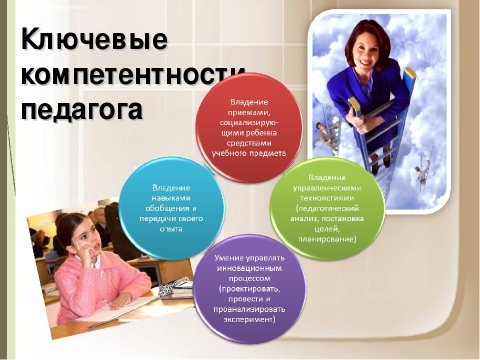 Ключевые
компетентности
педагога
Владение
приемами,
социализирую-
щими ребенка
средствами
учебного предмета
Владение
управленческими
технологиями
(педагогический
анализ, постановка
целей,
планирование)
Умение управлять
инновационным
процессом
(проектировать,
провести и
проанализировать
эксперимент)
Владение
навыками
обобщения и
передачи своего
опыта